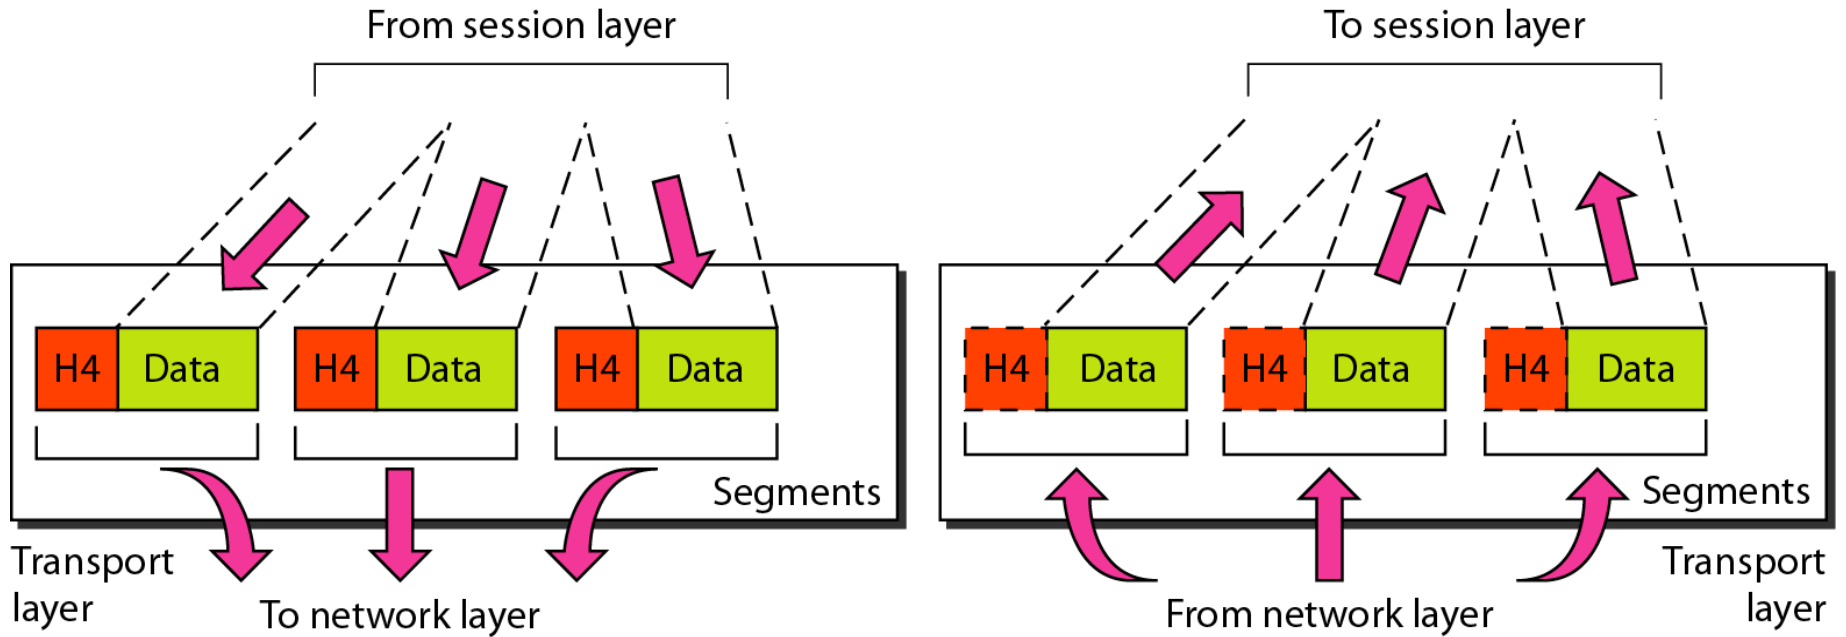 From session layer
H4 Data H4 Data H4 Data
Segments
Transport
layer
To network layer
To session layer
H4 Data H4 Data H4 Data
Segments
Transport
layer
From network layer